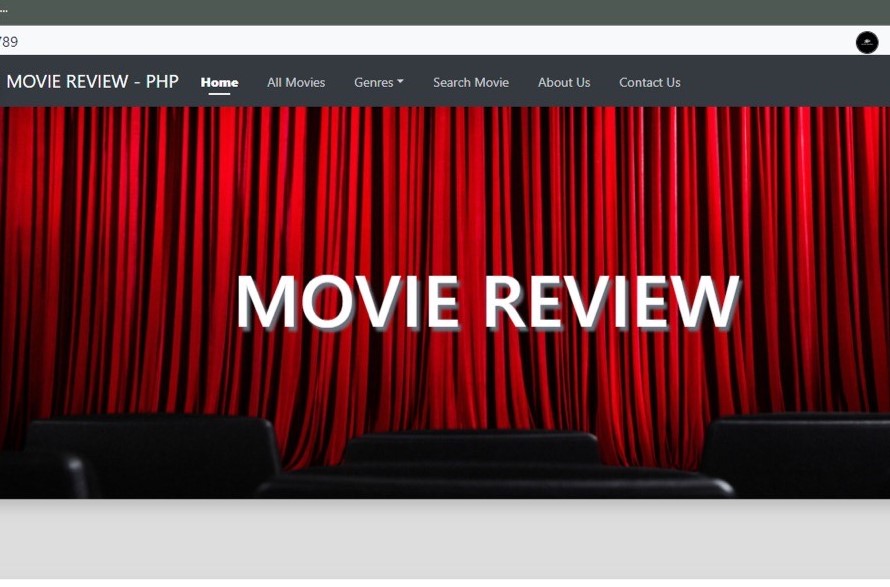 ...
789
MOVIE REVIEW - PHP Home All Movies Genres Search Movie About Us Contact Us
MOVIE REVIEW